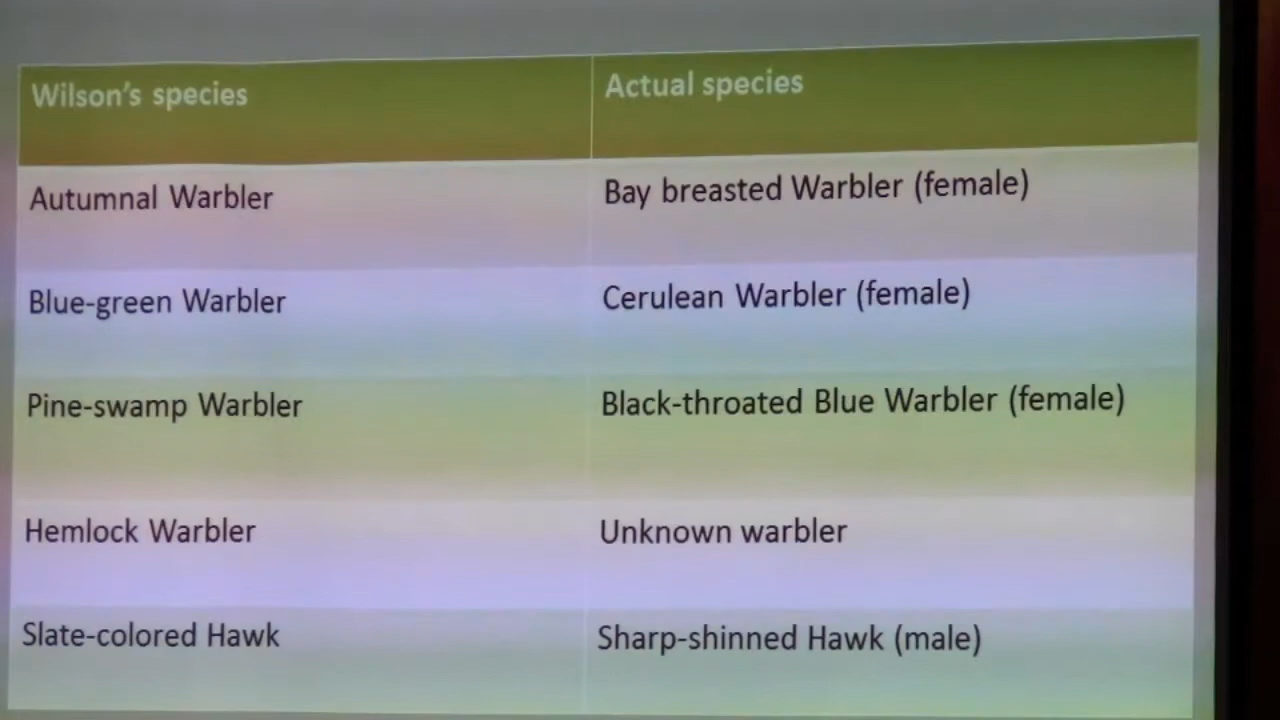 Wilson's species
Actual species
Autumnal Warbler
Bay breasted Warbler (female)
Blue-green Warbler
Cerulean Warbler (female)
Pine-swamp Warbler
Black-throated Blue Warbler (female)
Hemlock Warbler
Unknown warbler
Slate-colored Hawk
Sharp-shinned Hawk (male)